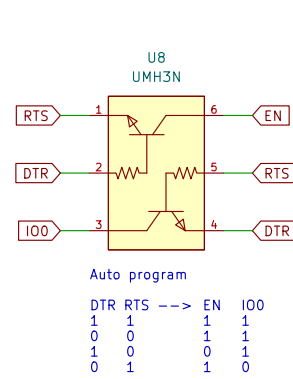 U8
UMH3N
RTS 1 6 EN
DTR 2 5 RTS
IO0 3 4 DTR
Auto program
DTR RTS --> EN IO0
1 1 1 1
0 0 1 1
1 0 0 1
0 1 1 0